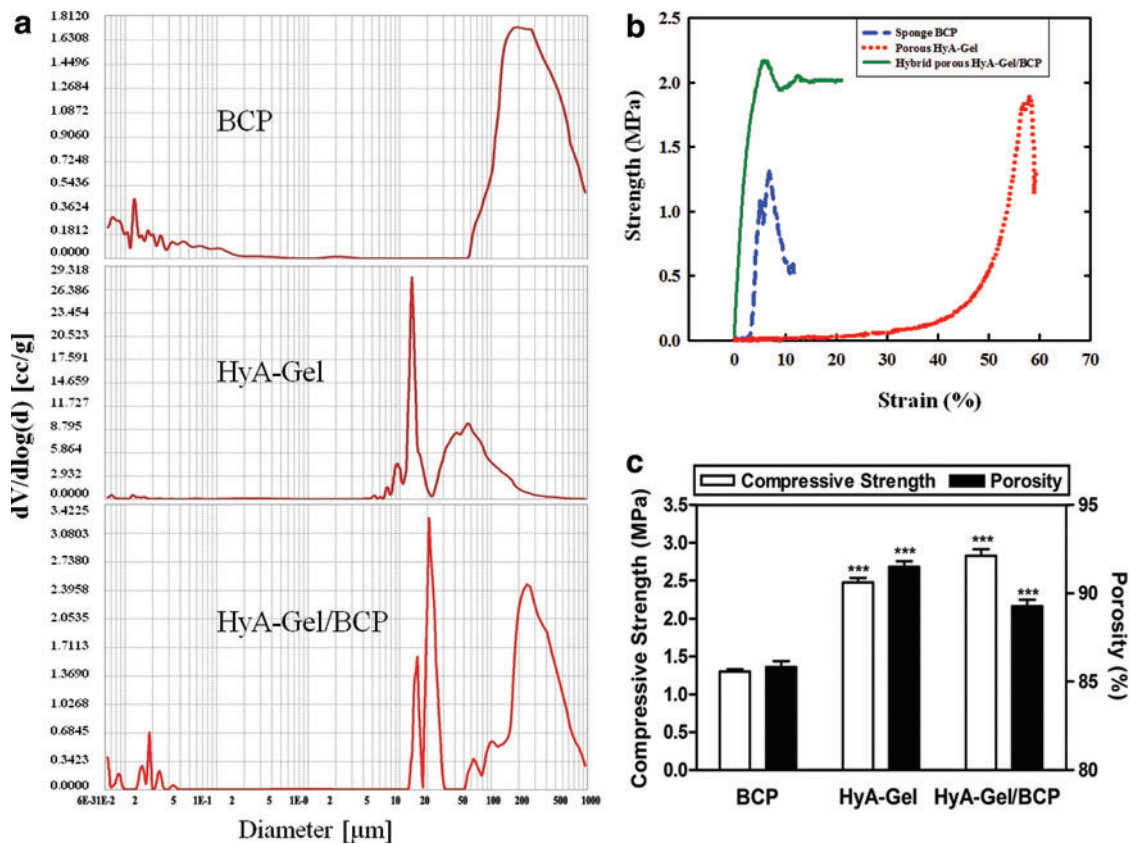 a
dV/dlog(d) [cc/g]
1.8120
1.6308
1.4496
1.2684
1.0872
0.9060
0.7248
0.5436
0.3624
0.1812
0.0000
BCP
29.318
26.386
23.454
20.523
17.591
14.659
11.727
8.795
5.864
2.932
0.0000
HyA-Gel
3.4225
3.0803
2.7380
2.3958
2.0535
1.7113
1.3690
1.0268
0.6845
0.3423
0.0000
HyA-Gel/BCP
6E-31E-2 2 5 1E-1 2 5 1E-0 2 5 10 20 50 100 200 500 1000
Diameter [µm]
b
Strength (MPa)
2.5
2.0
1.5
1.0
0.5
0.0
Sponge BCP
Porous HyA-Gel
Hybrid porous HyA-Gel/BCP
0 10 20 30 40 50 60 70
Strain (%)
c
Compressive Strength Porosity
Compressive Strength (MPa)
3.5
3.0
2.5
2.0
1.5
1.0
0.5
0.0
*** *** *** ***
95
90
85
80
Porosity (%)
BCP HyA-Gel HyA-Gel/BCP